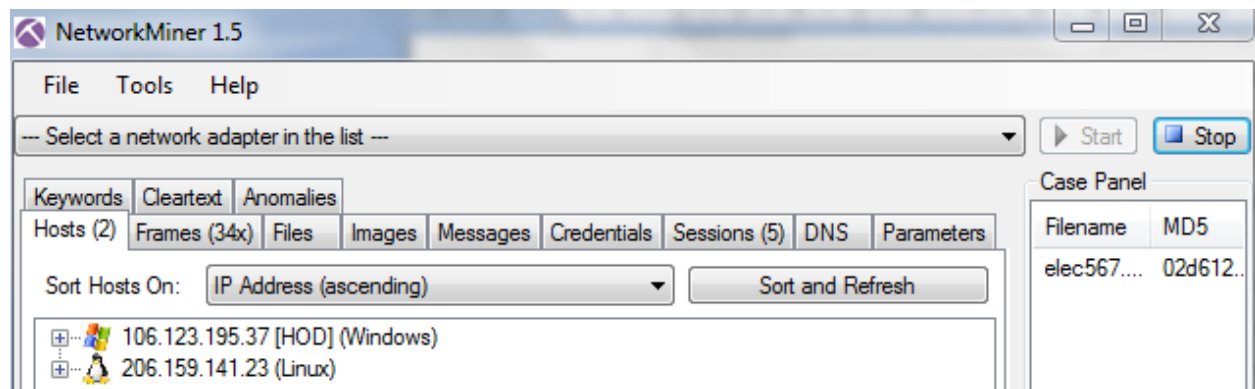 NetworkMiner 1.5
File Tools Help
--- Select a network adapter in the list ---
Start Stop
Keywords Cleartext Anomalies
Hosts (2) Frames (34x) Files Images Messages Credentials Sessions (5) DNS Parameters
Sort Hosts On: IP Address (ascending) Sort and Refresh
106.123.195.37 [HOD] (Windows)
206.159.141.23 (Linux)
Case Panel
Filename MD5
elec567.... 02d612..